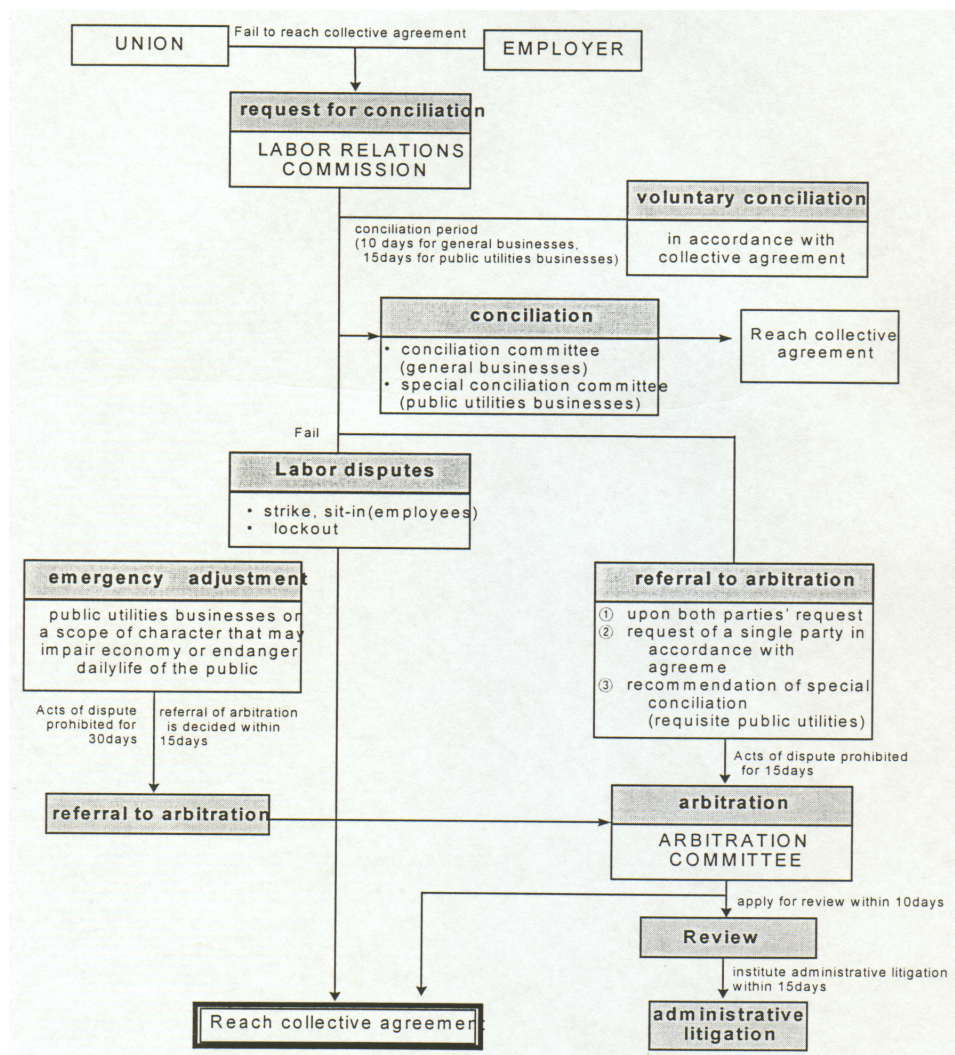 UNION
Fail to reach collective agreement
EMPLOYER
request for conciliation
LABOR RELATIONS
COMMISSION
voluntary conciliation
in accordance with
collective agreement
conciliation period
(10 days for general businesses,
15days for public utilities businesses)
conciliation
• conciliation committee
(general businesses)
• special conciliation committee
(public utilities businesses)
Reach collective
agreement
Fail
Labor disputes
• strike, sit-in(employees)
• lockout
emergency adjustment
public utilities businesses or
a scope of character that may
impair economy or endanger
dailylife of the public
referral to arbitration
① upon both parties' request
② request of a single party in
accordance with
agreeme
③ recommendation of special
conciliation
(requisite public utilities)
Acts of dispute
prohibited for
30days
referral of arbitration
is decided within
15days
Acts of dispute prohibited
for 15days
referral to arbitration
arbitration
ARBITRATION
COMMITTEE
apply for review within 10days
Review
institute administrative litigation
within 15days
administrative
litigation
Reach collective agreement